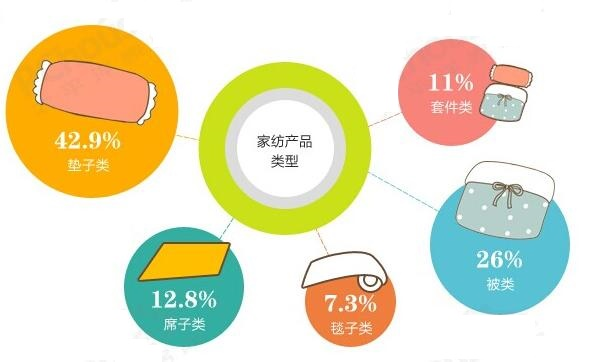 42.9%
垫子类
家纺产品
类型
11%
套件类
26%
被类
12.8%
席子类
7.3%
毯子类